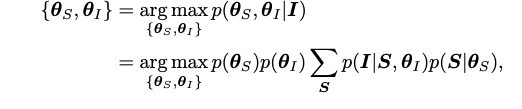 {θ_S, θ_I} = arg max_{θ_S,θ_I} p(θ_S, θ_I|I)
= arg max_{θ_S,θ_I} p(θ_S)p(θ_I) ∑_S p(I|S, θ_I)p(S|θ_S),